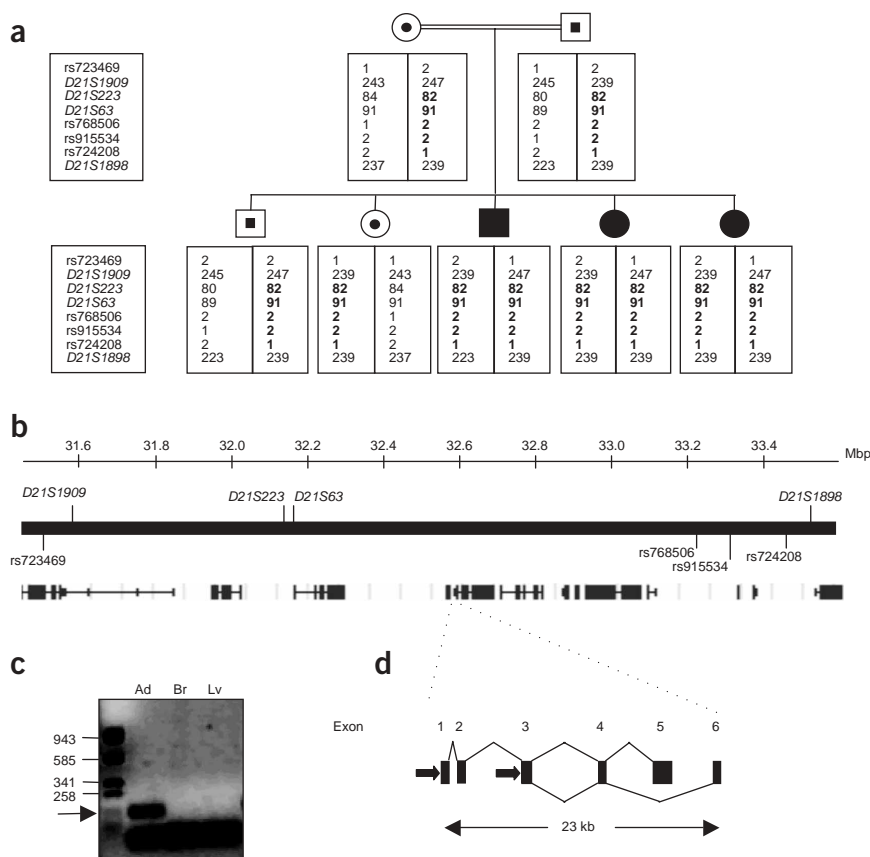 a
rs723469
D21S1909
D21S223
D21S63
rs768506
rs915534
rs724208
D21S1898
1 2
243 247
84 82
91 91
1 2
2 2
2 1
237 239
1 2
245 239
80 82
89 91
2 2
1 2
2 1
223 239
rs723469
D21S1909
D21S223
D21S63
rs768506
rs915534
rs724208
D21S1898
2 2
245 247
80 82
89 91
2 2
1 2
2 1
223 239
1 1
239 243
82 84
91 91
2 1
2 2
1 2
239 237
2 1
239 247
82 82
91 91
2 2
2 2
1 1
223 239
2 1
239 247
82 82
91 91
2 2
2 2
1 1
239 239
2 1
239 247
82 82
91 91
2 2
2 2
1 1
239 239
b
31.6 31.8 32.0 32.2 32.4 32.6 32.8 33.0 33.2 33.4
Mbp
D21S1909 D21S223 D21S63 D21S1898
rs723469 rs768506 rs915534 rs724208
c
Ad Br Lv
943
585
341
258
d
Exon 1 2 3 4 5 6
23 kb